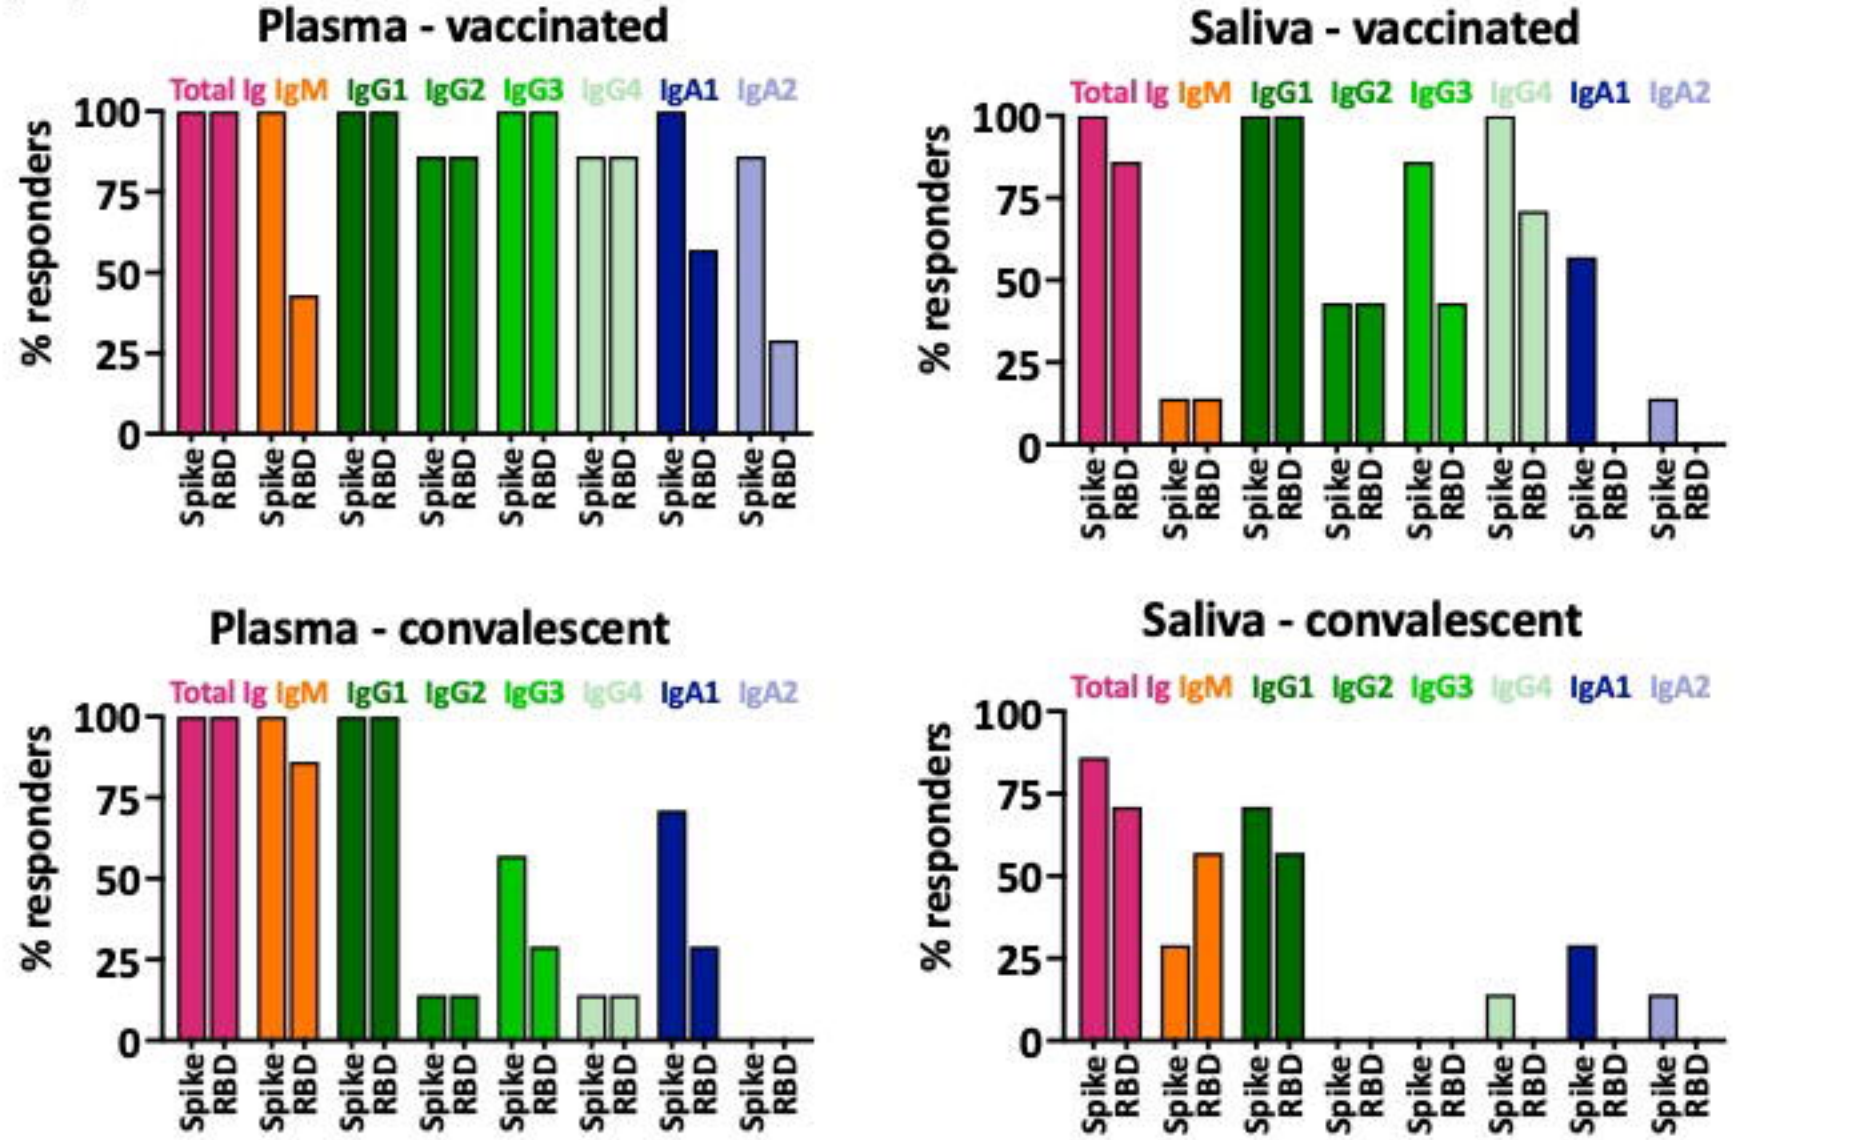 Plasma - vaccinated
Total Ig IgM IgG1 IgG2 IgG3 IgG4 IgA1 IgA2
% responders
100
75
50
25
0
Spike RBD Spike RBD Spike RBD Spike RBD Spike RBD Spike RBD Spike RBD Spike RBD
Saliva - vaccinated
Total Ig IgM IgG1 IgG2 IgG3 IgG4 IgA1 IgA2
% responders
100
75
50
25
0
Spike RBD Spike RBD Spike RBD Spike RBD Spike RBD Spike RBD Spike RBD Spike RBD
Plasma - convalescent
Total Ig IgM IgG1 IgG2 IgG3 IgG4 IgA1 IgA2
% responders
100
75
50
25
0
Spike RBD Spike RBD Spike RBD Spike RBD Spike RBD Spike RBD Spike RBD Spike RBD
Saliva - convalescent
Total Ig IgM IgG1 IgG2 IgG3 IgG4 IgA1 IgA2
% responders
100
75
50
25
0
Spike RBD Spike RBD Spike RBD Spike RBD Spike RBD Spike RBD Spike RBD Spike RBD